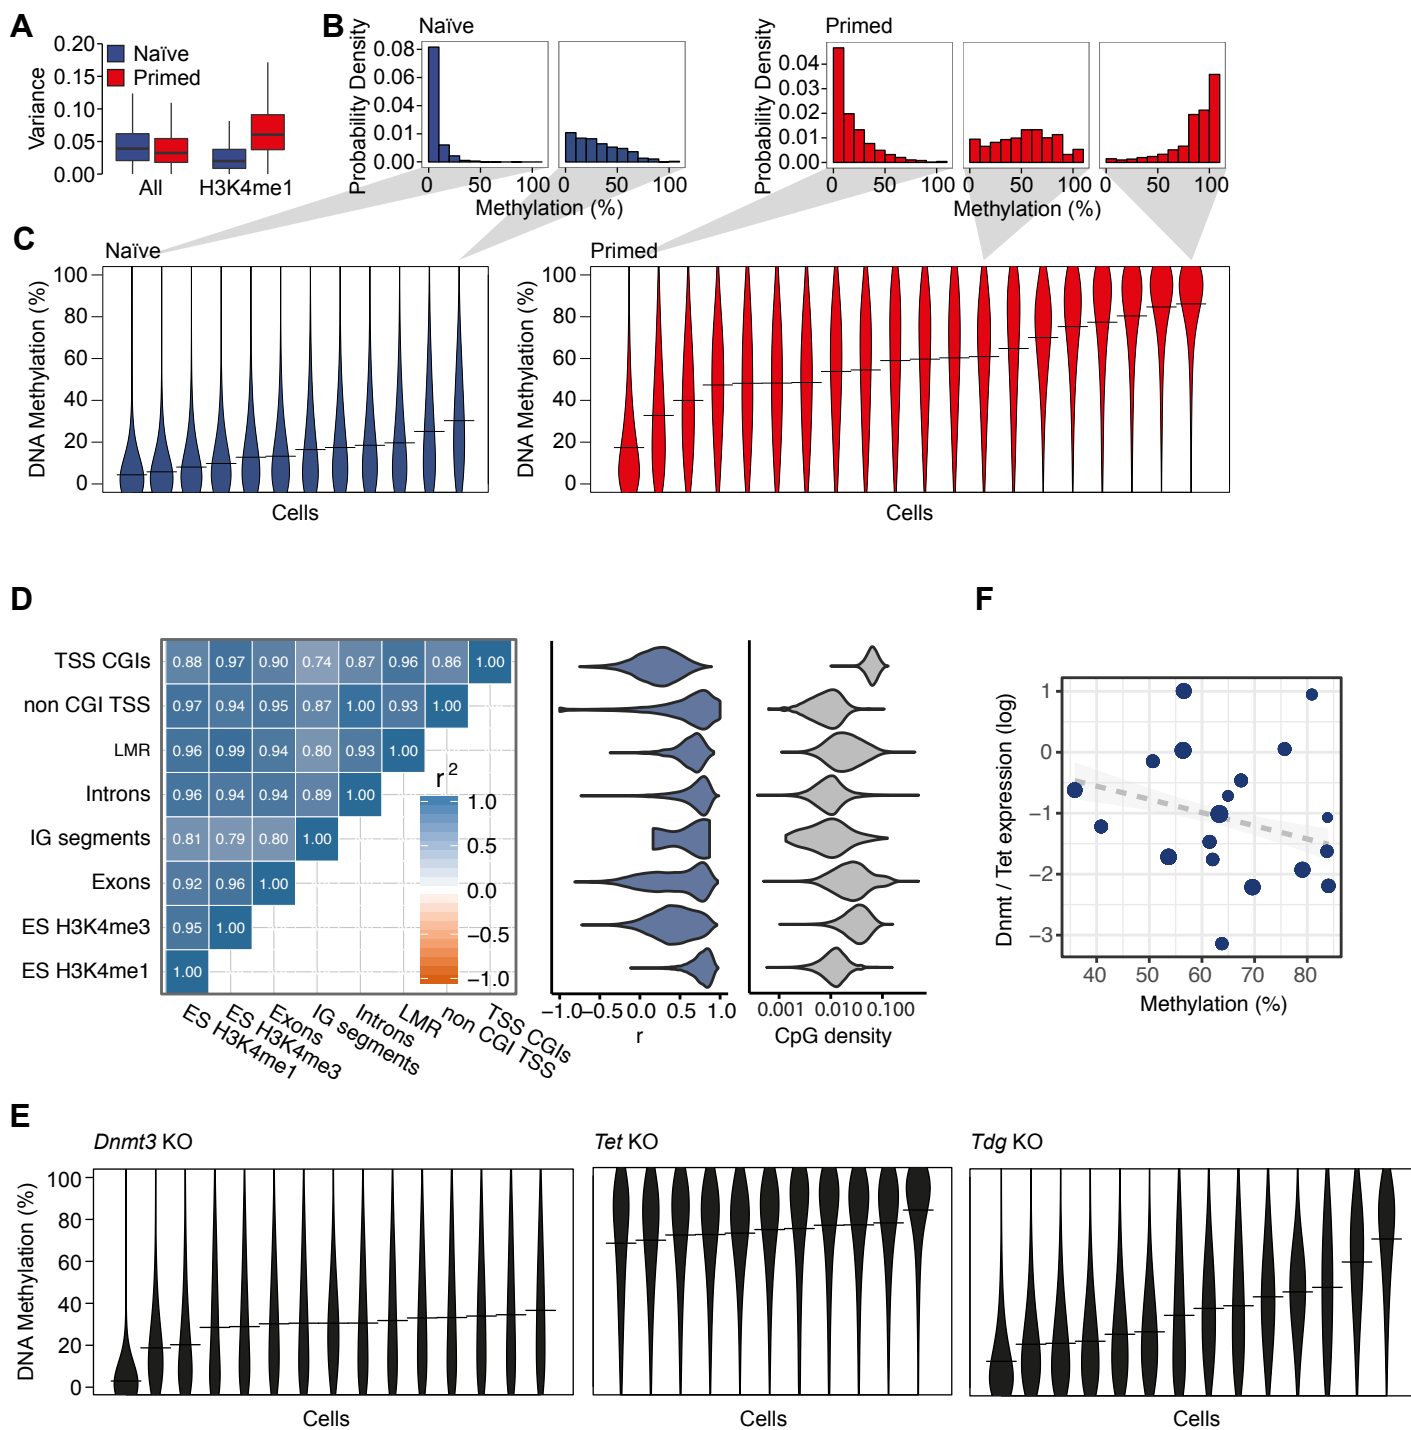 A
0.20
0.15
0.10
0.05
0.00
Variance
Naïve
Primed
All
H3K4me1
B
Naïve
Probability Density
0.08
0.06
0.01
0.00
0
50
100
0
50
100
Methylation (%)
Primed
Probability Density
0.04
0.03
0.02
0.01
0.00
0
50
100
0
50
100
0
50
100
Methylation (%)
C
Naïve
DNA Methylation (%)
100
80
60
40
20
0
Cells
Primed
DNA Methylation (%)
100
80
60
40
20
0
Cells
D
TSS CGIs 0.88 0.97 0.90 0.74 0.87 0.96 0.86 1.00
non CGI TSS 0.97 0.94 0.95 0.87 1.00 0.93 1.00
LMR 0.96 0.99 0.94 0.80 0.93 1.00
Introns 0.96 0.94 0.94 0.89 1.00
IG segments 0.81 0.79 0.80 1.00
Exons 0.92 0.96 1.00
ES H3K4me3 0.95 1.00
ES H3K4me1 1.00
r 2
1.0
0.5
0.0
−0.5
−1.0
ES H3K4me1
ES H3K4me3
Exons
IG segments
Introns
LMR
non CGI TSS
TSS CGIs
−1.0 −0.5 0.0 0.5 1.0
r
0.001 0.010 0.100
CpG density
F
Dnmt / Tet expression (log)
1
0
−1
−2
−3
40 50 60 70 80
Methylation (%)
E
Dnmt3 KO
DNA Methylation (%)
100
80
60
40
20
0
Cells
Tet KO
Cells
Tdg KO
Cells